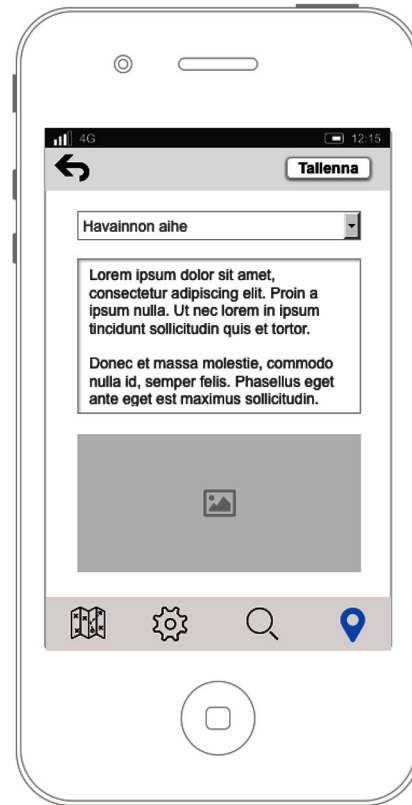 4G 12:15
Tallenna
Havainnon aihe
Lorem ipsum dolor sit amet,
consectetur adipiscing elit. Proin a
ipsum nulla. Ut nec lorem in ipsum
tincidunt sollicitudin quis et tortor.
Donec et massa molestie, commodo
nulla id, semper felis. Phasellus eget
ante eget est maximus sollicitudin.